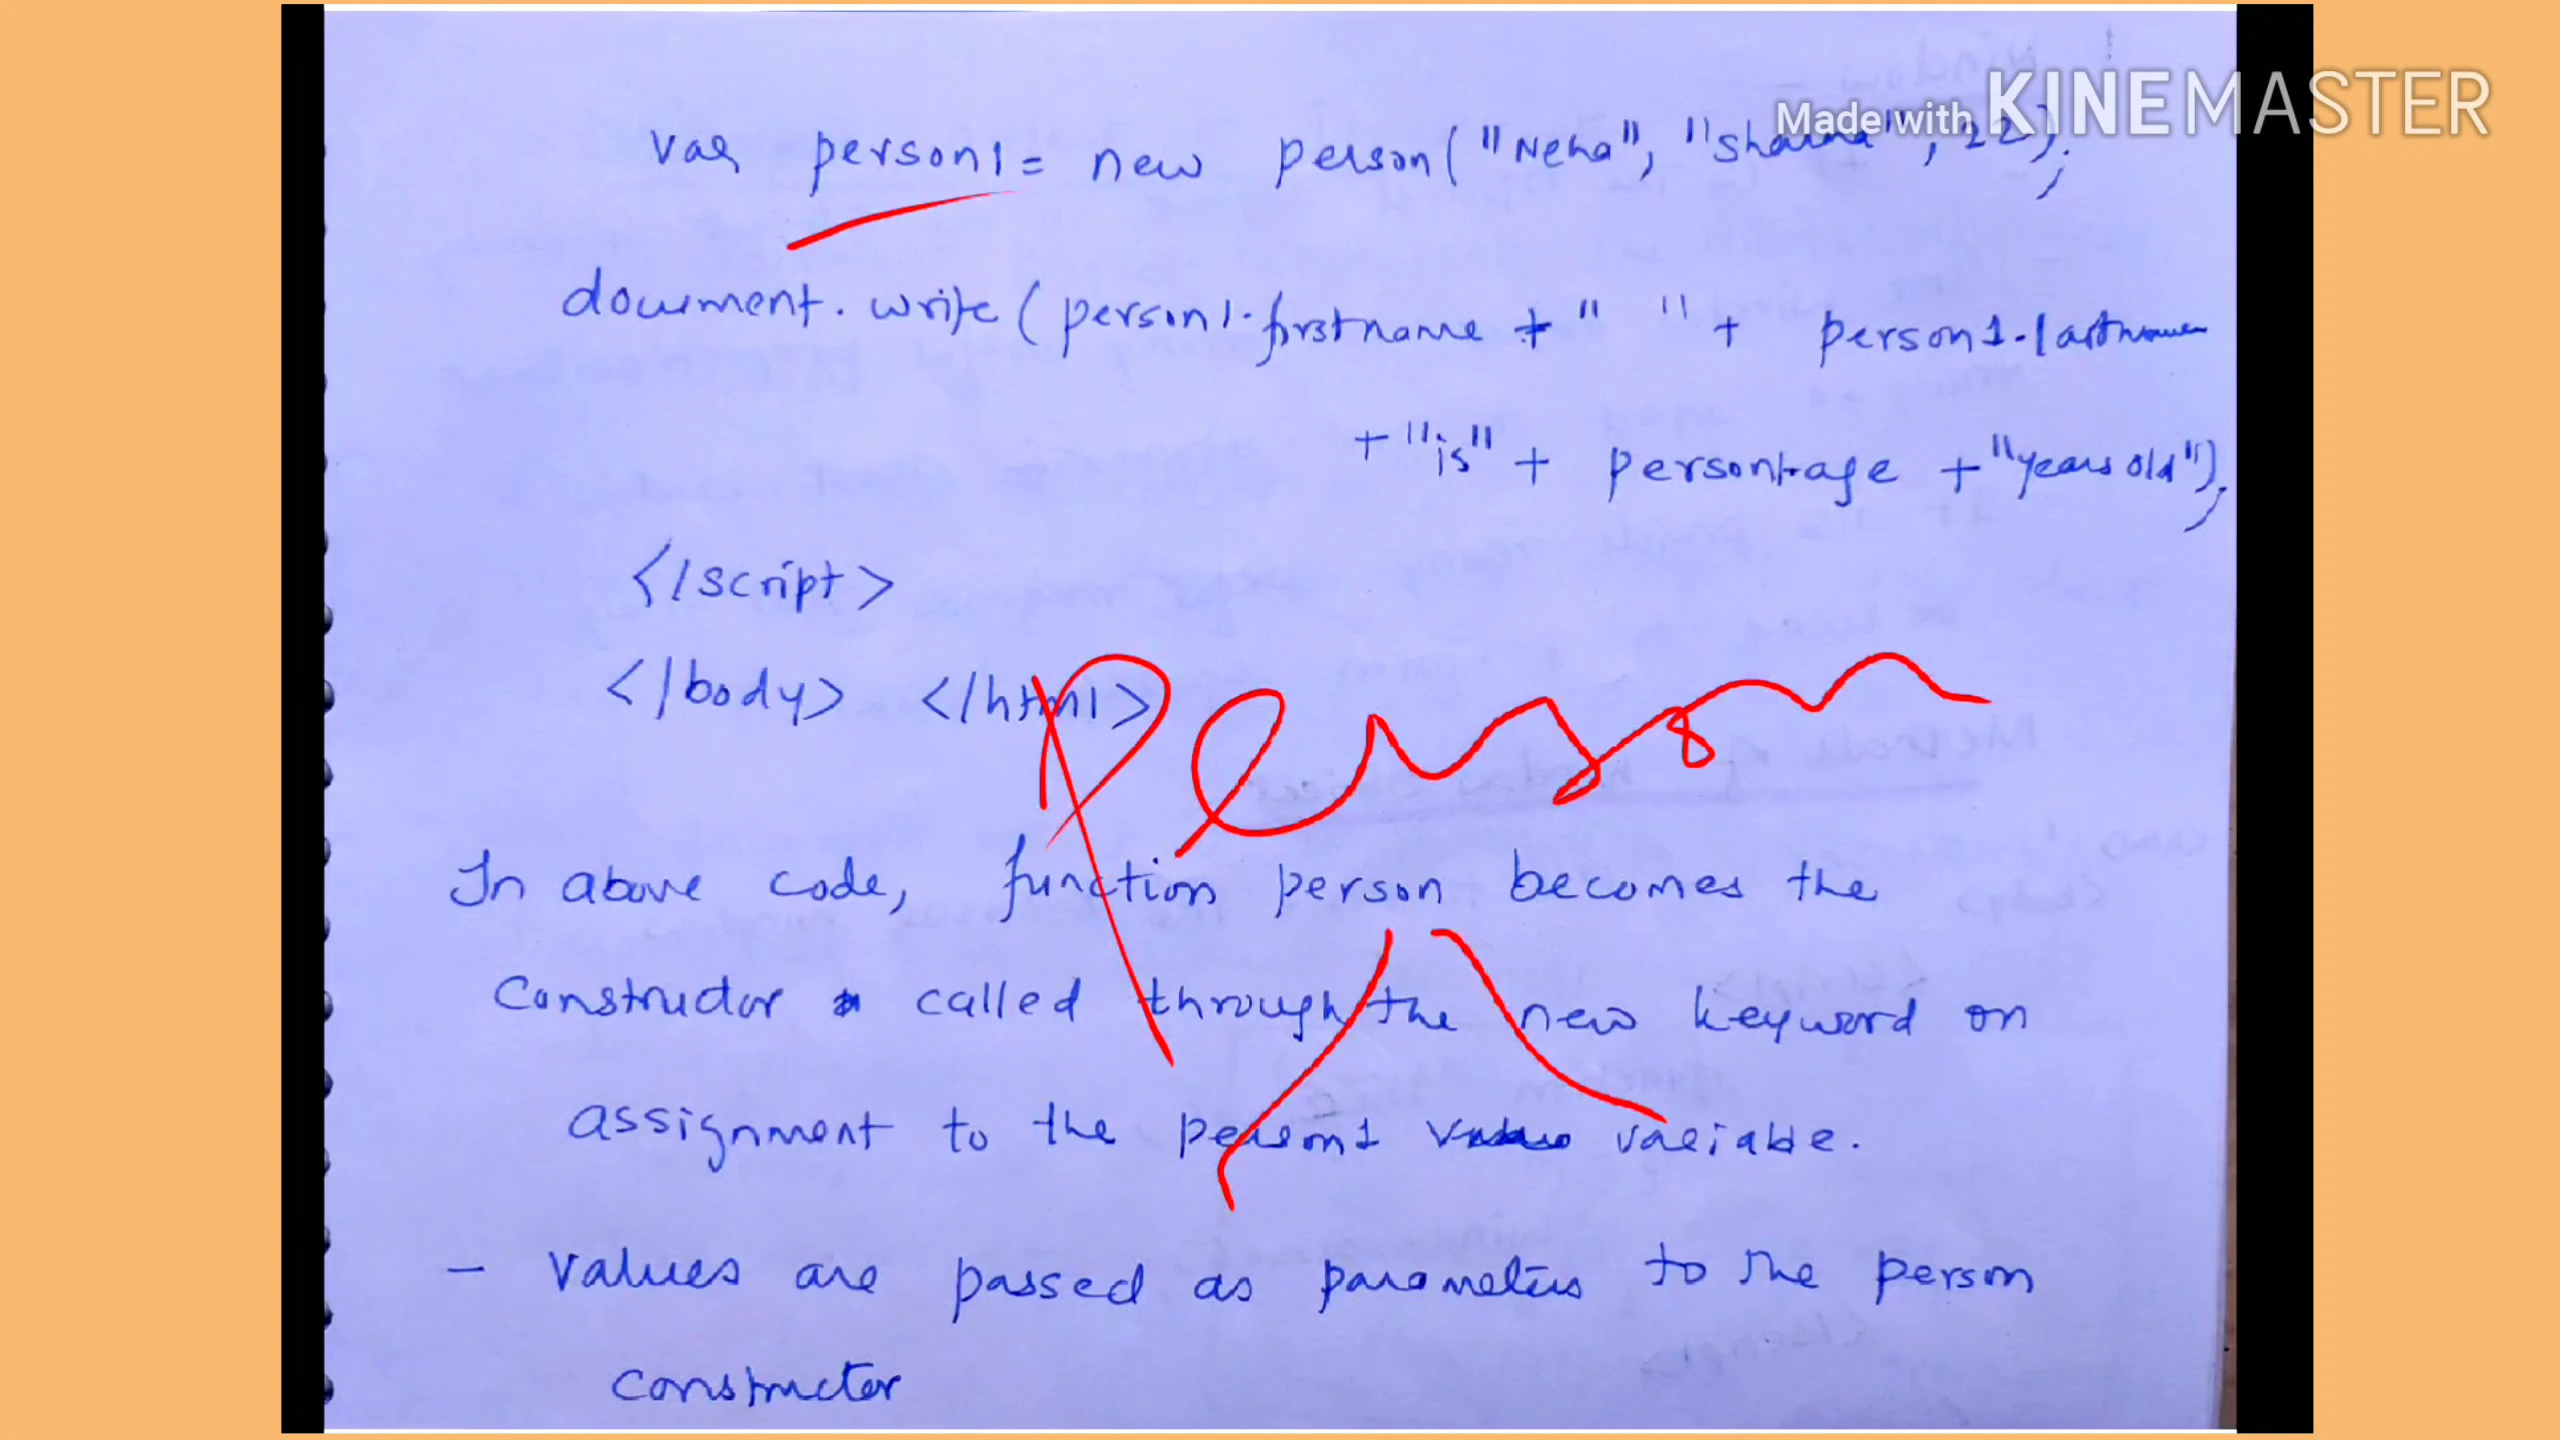 Made with KINEMASTER
var person1 = new person("Neha", "Sharma", 22);
document.write(person1.firstname + " " + person1.lastname
+ "is" + person1.age + "years old");
</script>
</body> </html>
Person
In above code, function person becomes the
Constructor called through the new keyword on
assignment to the person1 variable.
- Values are passed as parameters to the person
constructor